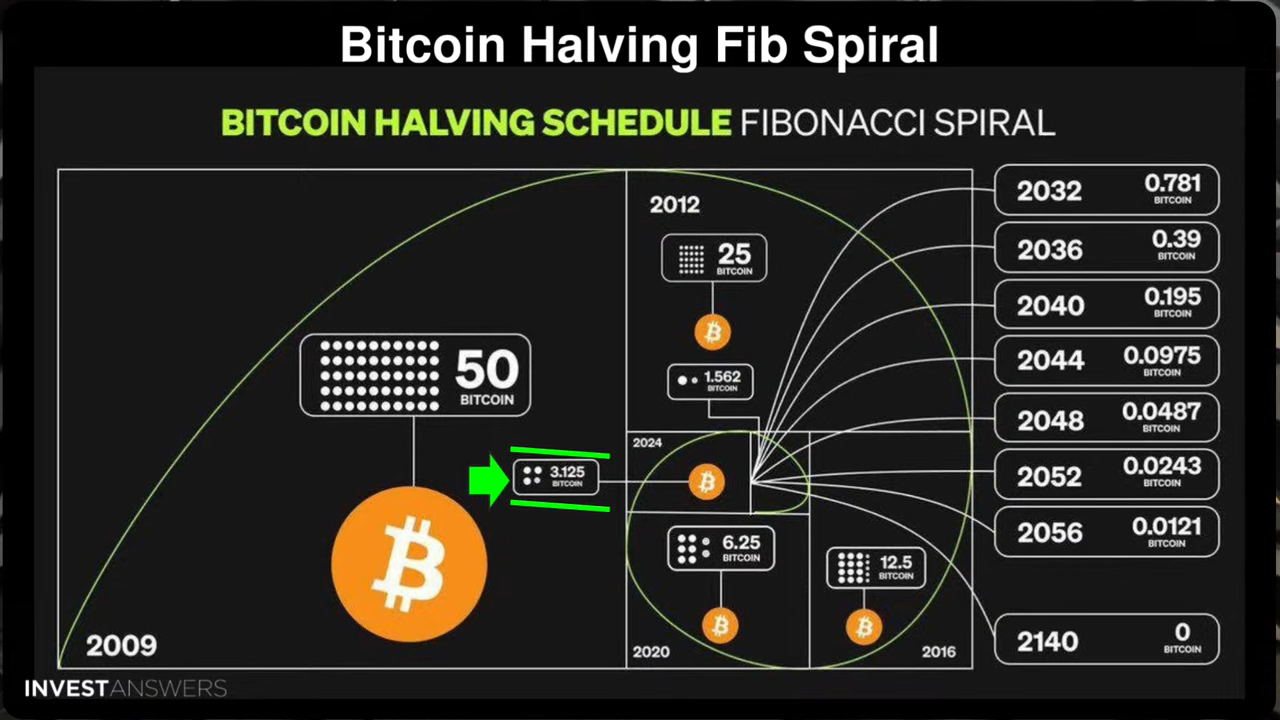 Bitcoin Halving Fib Spiral
BITCOIN HALVING SCHEDULE FIBONACCI SPIRAL
2009
50
BITCOIN
2012
25
BITCOIN
1.562
BITCOIN
2024
3.125
BITCOIN
6.25
BITCOIN
2020
12.5
BITCOIN
2016
2032
0.781
BITCOIN
2036
0.39
BITCOIN
2040
0.195
BITCOIN
2044
0.0975
BITCOIN
2048
0.0487
BITCOIN
2052
0.0243
BITCOIN
2056
0.0121
BITCOIN
2140
0
BITCOIN
INVESTANSWERS